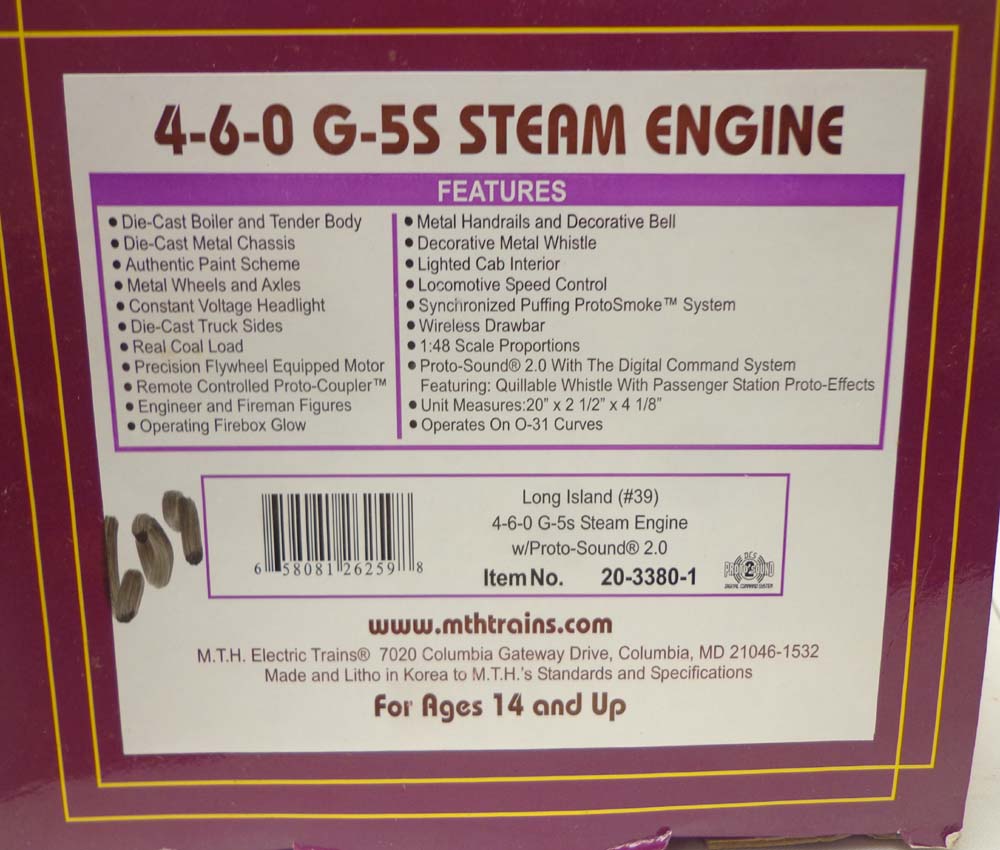 4-6-0 G-5S STEAM ENGINE
FEATURES
• Die-Cast Boiler and Tender Body
• Die-Cast Metal Chassis
• Authentic Paint Scheme
• Metal Wheels and Axles
• Constant Voltage Headlight
• Die-Cast Truck Sides
• Real Coal Load
• Precision Flywheel Equipped Motor
• Remote Controlled Proto-Coupler™
• Engineer and Fireman Figures
• Operating Firebox Glow
• Metal Handrails and Decorative Bell
• Decorative Metal Whistle
• Lighted Cab Interior
• Locomotive Speed Control
• Synchronized Puffing ProtoSmoke™ System
• Wireless Drawbar
• 1:48 Scale Proportions
• Proto-Sound® 2.0 With The Digital Command System
Featuring: Quillable Whistle With Passenger Station Proto-Effects
• Unit Measures:20” x 2 1/2” x 4 1/8”
• Operates On O-31 Curves
6 58081 26259 8
Long Island (#39)
4-6-0 G-5s Steam Engine
w/Proto-Sound® 2.0
Item No. 20-3380-1
DCS
PROTO SOUND 2
DIGITAL COMMAND SYSTEM
www.mthtrains.com
M.T.H. Electric Trains® 7020 Columbia Gateway Drive, Columbia, MD 21046-1532
Made and Litho in Korea to M.T.H.'s Standards and Specifications
For Ages 14 and Up